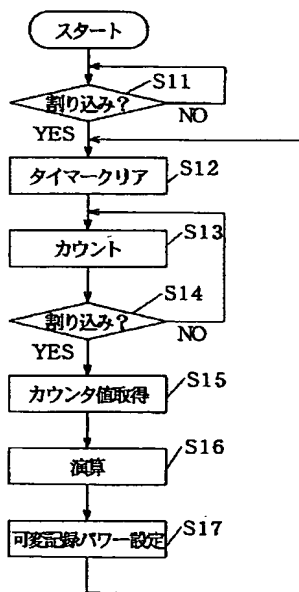 スタート
S11
割り込み?
NO
YES
S12
タイマークリア
S13
カウント
S14
割り込み?
NO
YES
S15
カウンタ値取得
S16
演算
S17
可変記録パワー設定